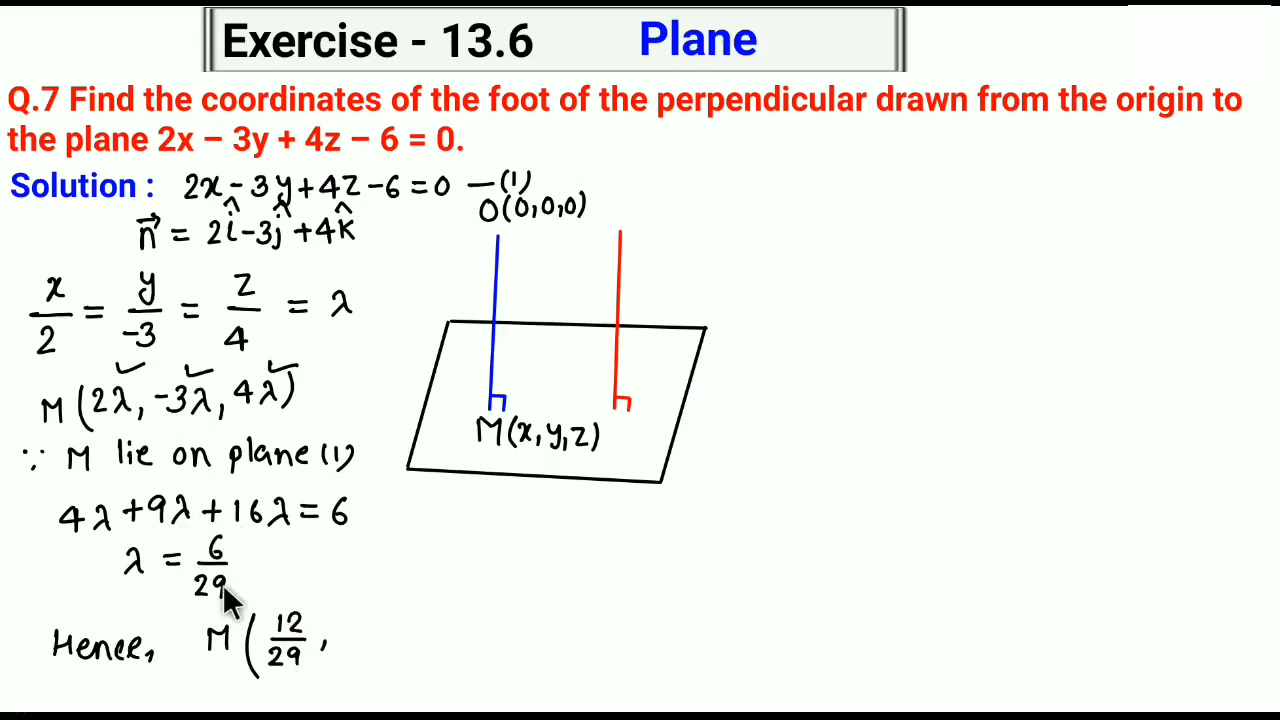 Exercise - 13.6 Plane
Q.7 Find the coordinates of the foot of the perpendicular drawn from the origin to
the plane 2x – 3y + 4z – 6 = 0.
Solution : 2x - 3y + 4z - 6 = 0 — (1)
O(0,0,0)
n⃗ = 2î - 3ĵ + 4k̂
x/2 = y/-3 = z/4 = λ
M(2λ, -3λ, 4λ)
M(x, y, z)
∵ M lie on plane (1)
4λ + 9λ + 16λ = 6
λ = 6/29
Hence, M(12/29 ,